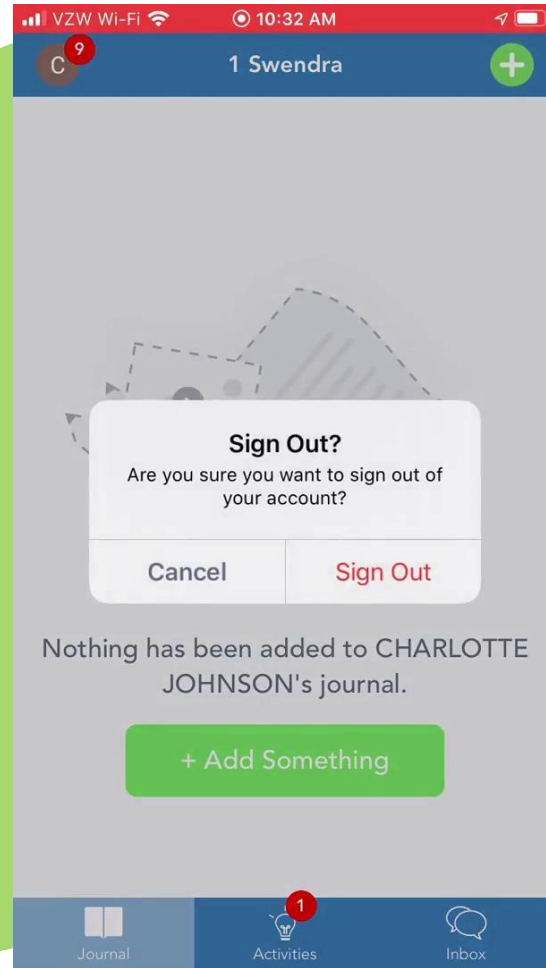 VZW Wi-Fi 10:32 AM
C 9 1 Swendra +
Sign Out?
Are you sure you want to sign out of
your account?
Cancel Sign Out
Nothing has been added to CHARLOTTE
JOHNSON's journal.
+ Add Something
1
Journal Activities Inbox